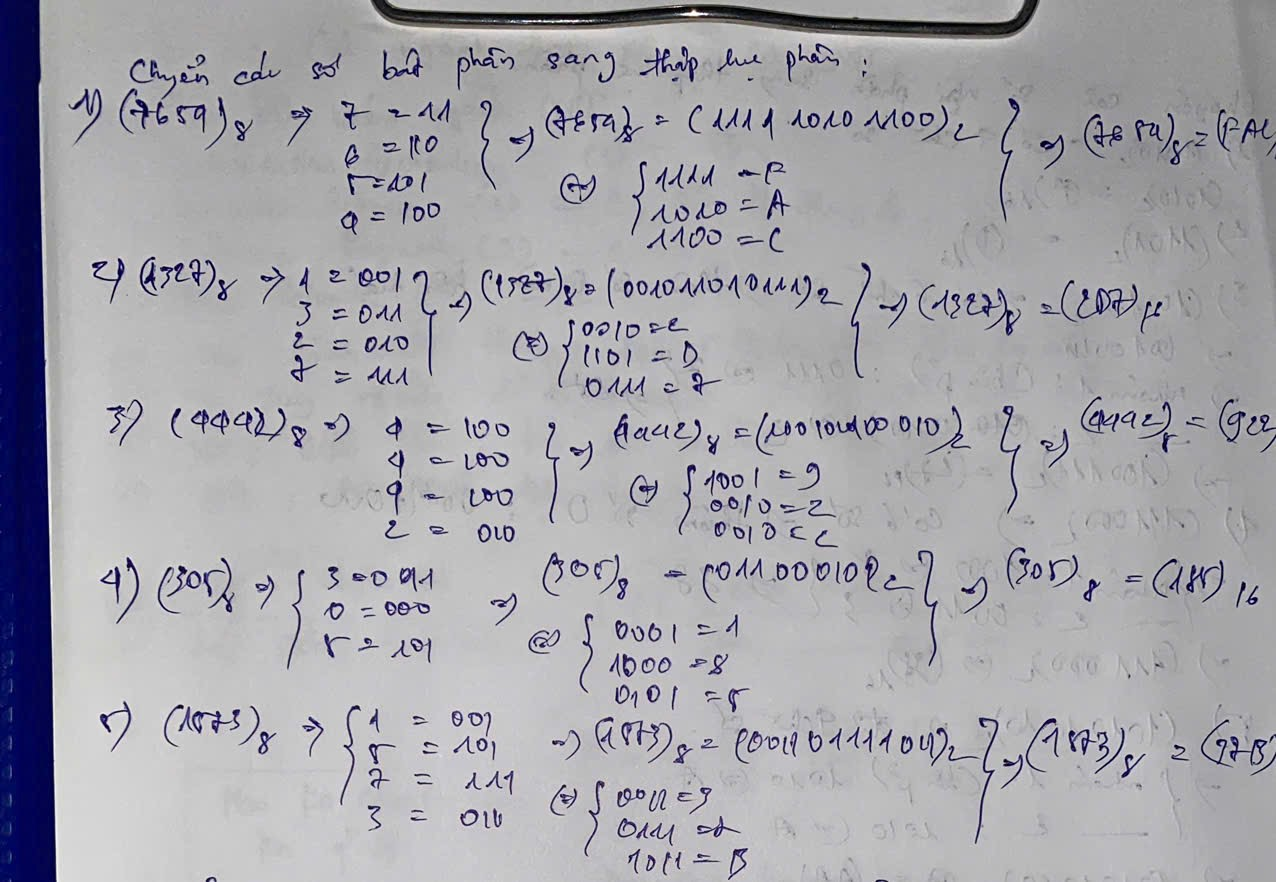 Chuyển các số bát phân sang thập lục phân :
1) (7654)₈ => 7 = 11 } => (7654)₈ = (1111 1010 1100)₂ } => (7654)₈ = (FAC)
6 = 110
5 = 101 (+) { 1111 = F
4 = 100 1010 = A
1100 = C
2) (1327)₈ => 1 = 001 } => (1327)₈ = (001011010111)₂ } => (1327)₈ = (2D7)₁₆
3 = 011 (+) { 0010 = 2
2 = 010 1101 = D
7 = 111 0111 = 7
3) (4442)₈ => 4 = 100 } => (4442)₈ = (100100100010)₂ } => (4442)₈ = (922)
4 = 100 (+) { 1001 = 9
4 = 100 0010 = 2
2 = 010 0010 = 2
4) (305)₈ => { 3 = 011 => (305)₈ = (011000101)₂ } => (305)₈ = (185)₁₆
0 = 000 (+) { 0001 = 1
5 = 101 1000 = 8
0101 = 5
5) (1573)₈ => { 1 = 001 => (1573)₈ = (001101111011)₂ } => (1573)₈ = (37B)
5 = 101
7 = 111 (+) { 0011 = 3
3 = 011 0111 = 7
1011 = B